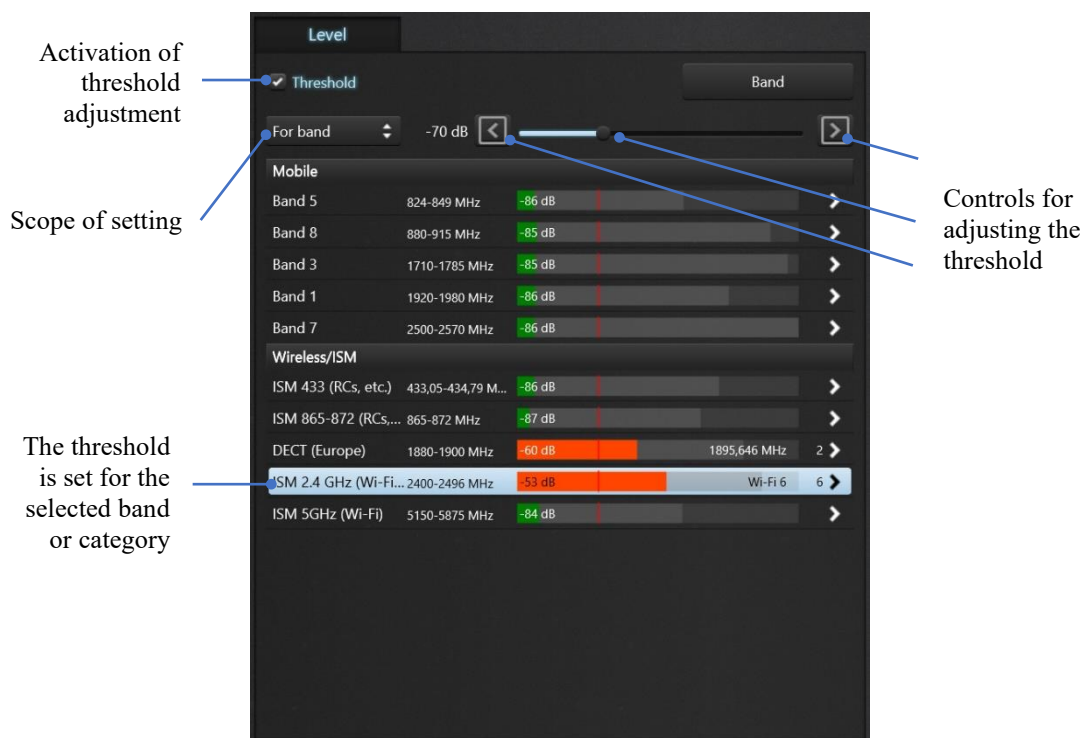 Level
Activation of
threshold
adjustment
Threshold
Band
For band
-70 dB
Scope of setting
Controls for
adjusting the
threshold
Mobile
Band 5 824-849 MHz -86 dB
Band 8 880-915 MHz -85 dB
Band 3 1710-1785 MHz -85 dB
Band 1 1920-1980 MHz -86 dB
Band 7 2500-2570 MHz -86 dB
Wireless/ISM
ISM 433 (RCs, etc.) 433,05-434,79 M... -86 dB
ISM 865-872 (RCs,... 865-872 MHz -87 dB
DECT (Europe) 1880-1900 MHz -60 dB 1895,646 MHz 2
ISM 2.4 GHz (Wi-Fi... 2400-2496 MHz -53 dB Wi-Fi 6 6
ISM 5GHz (Wi-Fi) 5150-5875 MHz -84 dB
The threshold
is set for the
selected band
or category